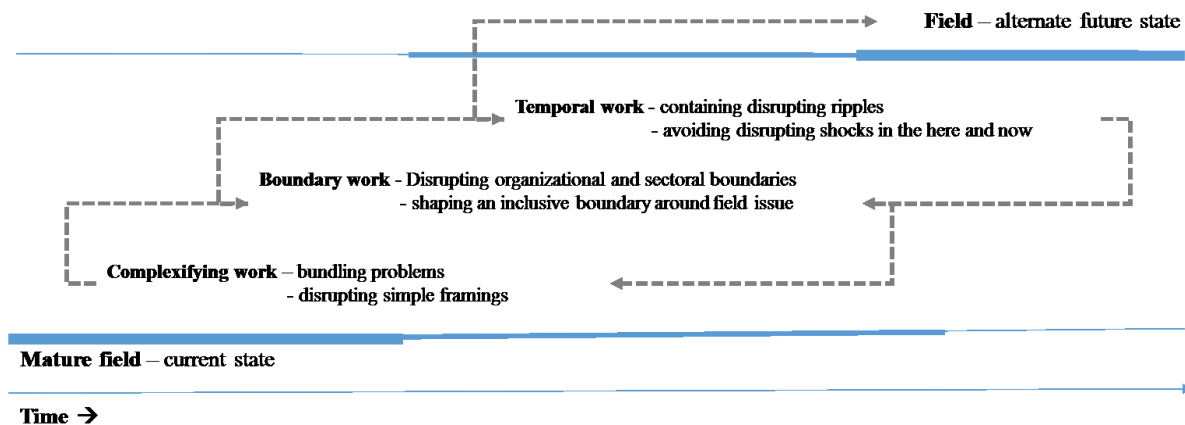 Field – alternate future state
Temporal work - containing disrupting ripples
- avoiding disrupting shocks in the here and now
Boundary work - Disrupting organizational and sectoral boundaries
- shaping an inclusive boundary around field issue
Complexifying work – bundling problems
- disrupting simple framings
Mature field – current state
Time →